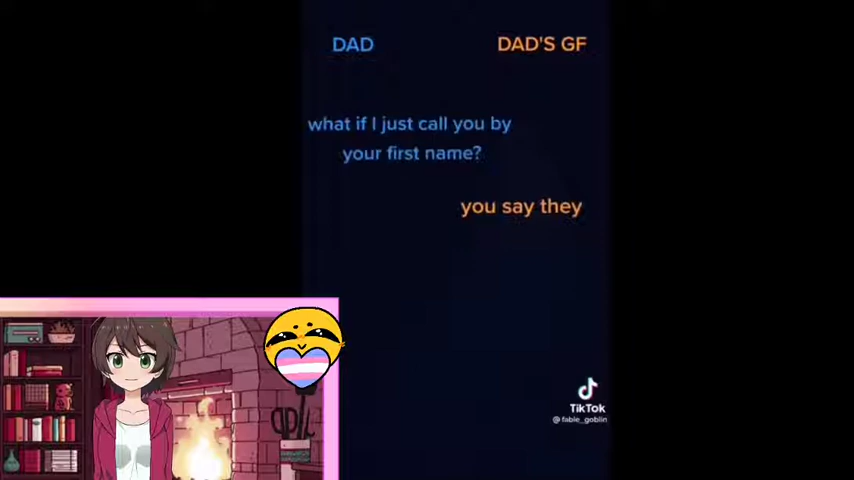 DAD
DAD'S GF
what if I just call you by
your first name?
you say they
TikTok
@fable_goblin